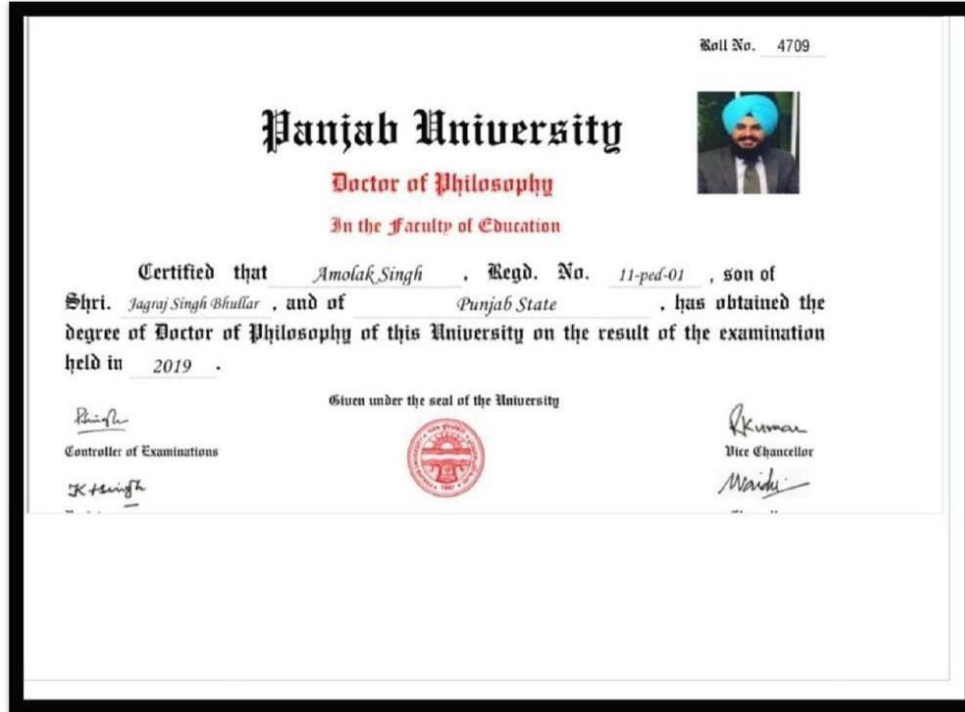 Roll No. 4709
Panjab University
Doctor of Philosophy
In the Faculty of Education
Certified that Amolak Singh , Regd. No. 11-ped-01 , son of
Shri. Jagraj Singh Bhullar , and of Punjab State , has obtained the
degree of Doctor of Philosophy of this University on the result of the examination
held in 2019 .
Given under the seal of the University
RKumar
Controller of Examinations
Vice Chancellor